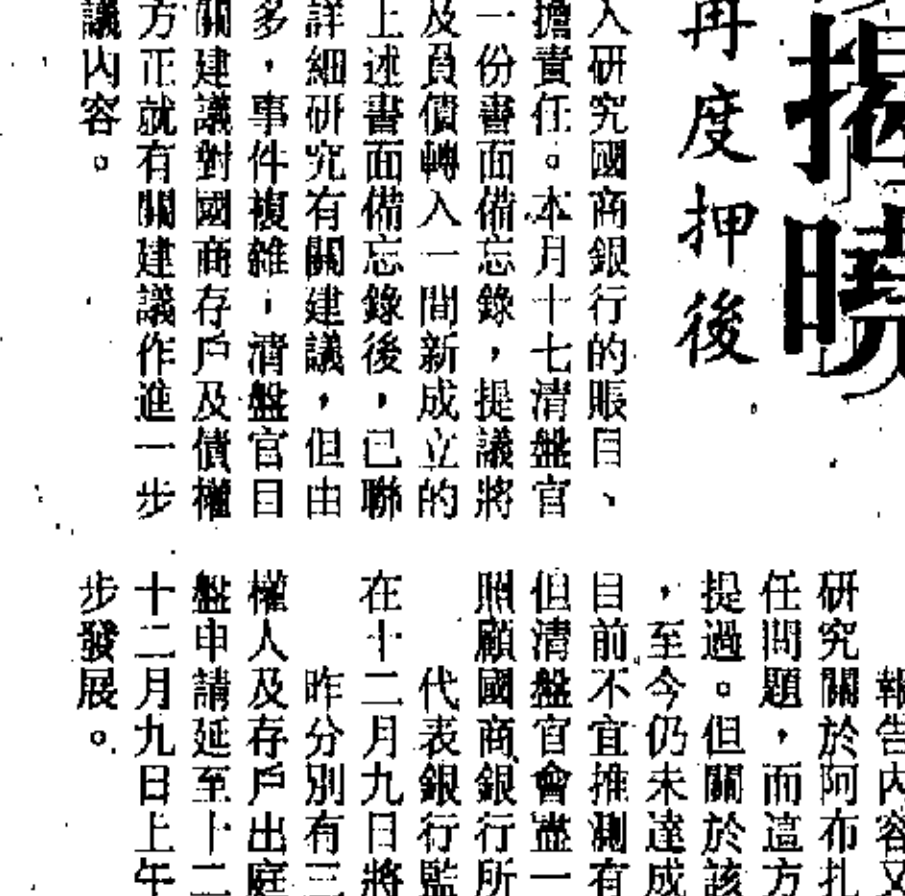 揭曉
再度押後
入研究國商銀行的賬目、
擔責任。本月十七清盤官
一份書面備忘錄,提議將
及負債轉入一間新成立的
上述書面備忘錄後,已聯
詳細研究有關建議,但由
多,事件複雜,清盤官目
關建議對國商存戶及債權
方正就有關建議作進一步
議內容。
報告內容又
研究關於阿布扎
任問題,而這方
提過。但關於該
,至今仍未達成
目前不宜推測有
但清盤官會盡一
照顧國商銀行所
代表銀行監
在十二月九日將
昨分別有三
權人及存戶出庭
盤申請延至十二
十二月九日上午
步發展。